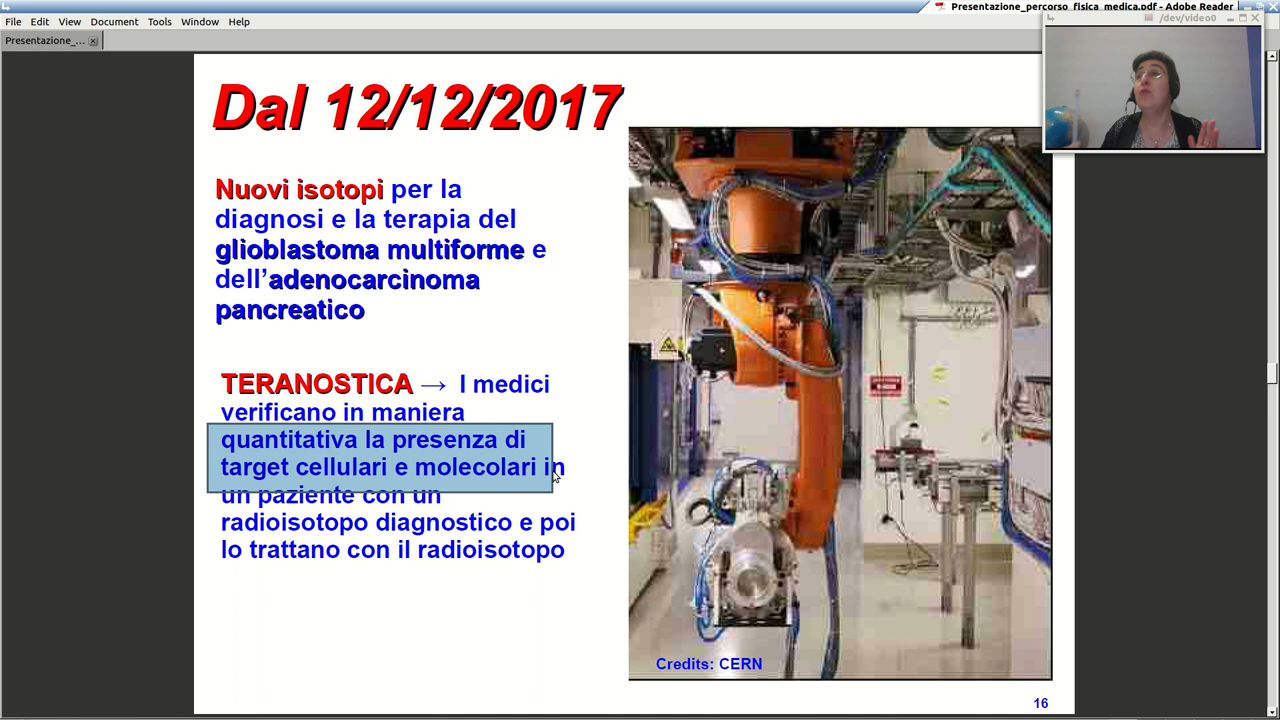 Presentazione_percorso_fisica_medica.pdf - Adobe Reader
File Edit View Document Tools Window Help
/dev/video0
Presentazione_...
Dal 12/12/2017
Nuovi isotopi per la
diagnosi e la terapia del
glioblastoma multiforme e
dell’adenocarcinoma
pancreatico
TERANOSTICA → I medici
verificano in maniera
quantitativa la presenza di
target cellulari e molecolari in
un paziente con un
radioisotopo diagnostico e poi
lo trattano con il radioisotopo
Credits: CERN
16